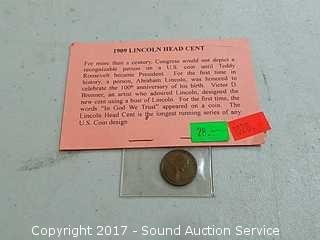 1909 LINCOLN HEAD CENT
For more than a century, Congress would not depict a
recognizable person on a U.S. coin until Teddy
Roosevelt became President. For the first time in
history, a person, Abraham Lincoln, was honored to
celebrate the 100th anniversary of his birth. Victor D.
Brenner, an artist who admired Lincoln, designed the
new cent using a bust of Lincoln. For the first time, the
words "In God We Trust" appeared on a coin. The
Lincoln Head Cent is the longest running series of any
U.S. Coin design.
28.—
Copyright 2017 - Sound Auction Service